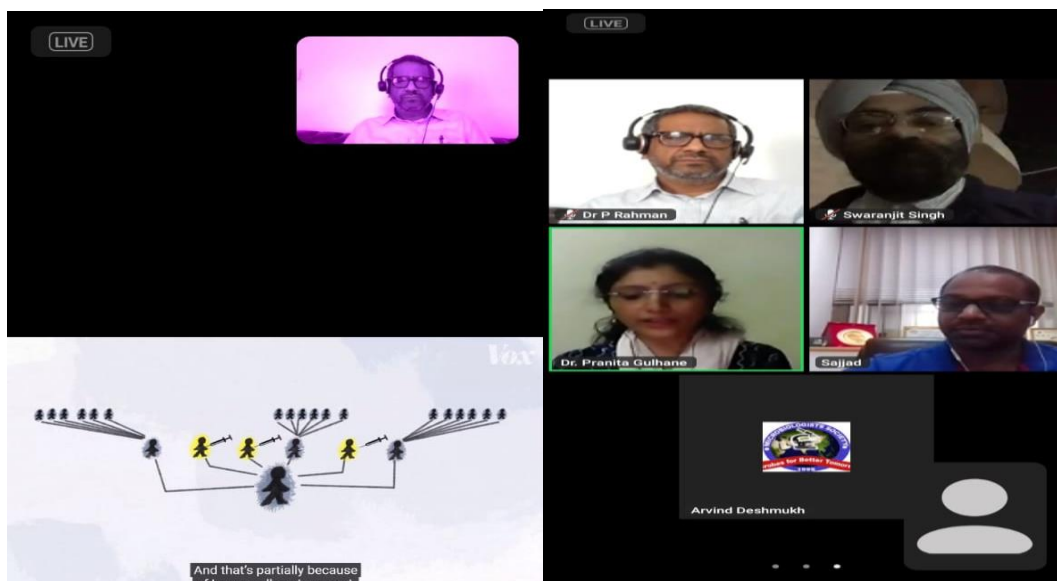 LIVE
Vox
And that's partially because
LIVE
Dr P Rahman
Swaranjit Singh
Dr. Pranita Gulhane
Sajjad
Arvind Deshmukh